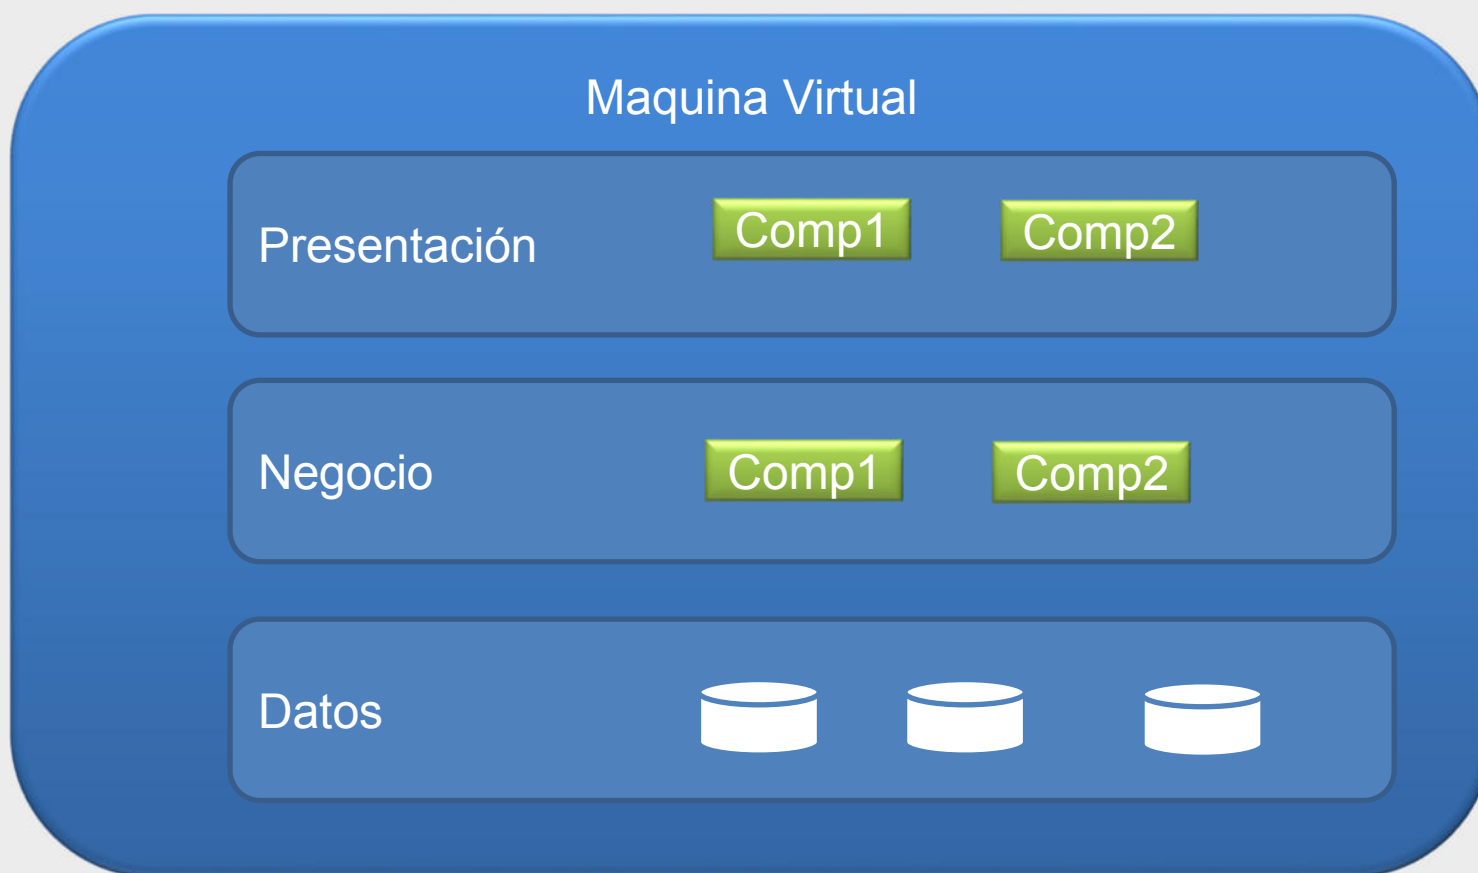 Maquina Virtual
Presentación
Comp1
Comp2
Negocio
Comp1
Comp2
Datos